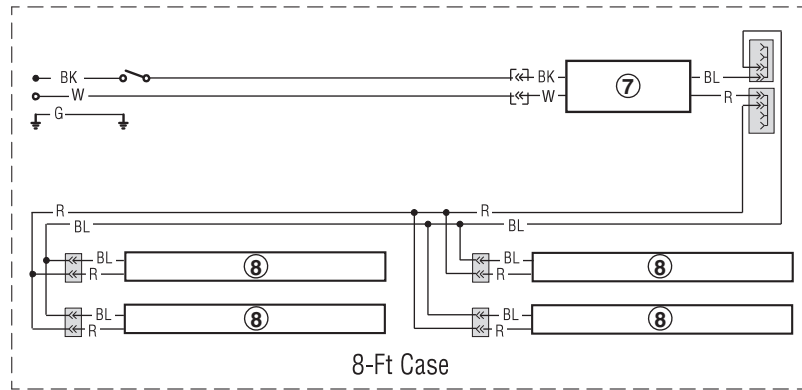 BK BK BL
7
W W R
G
R R
BL BL
BL 8 BL 8
R R
BL 8 BL 8
R R
8-Ft Case